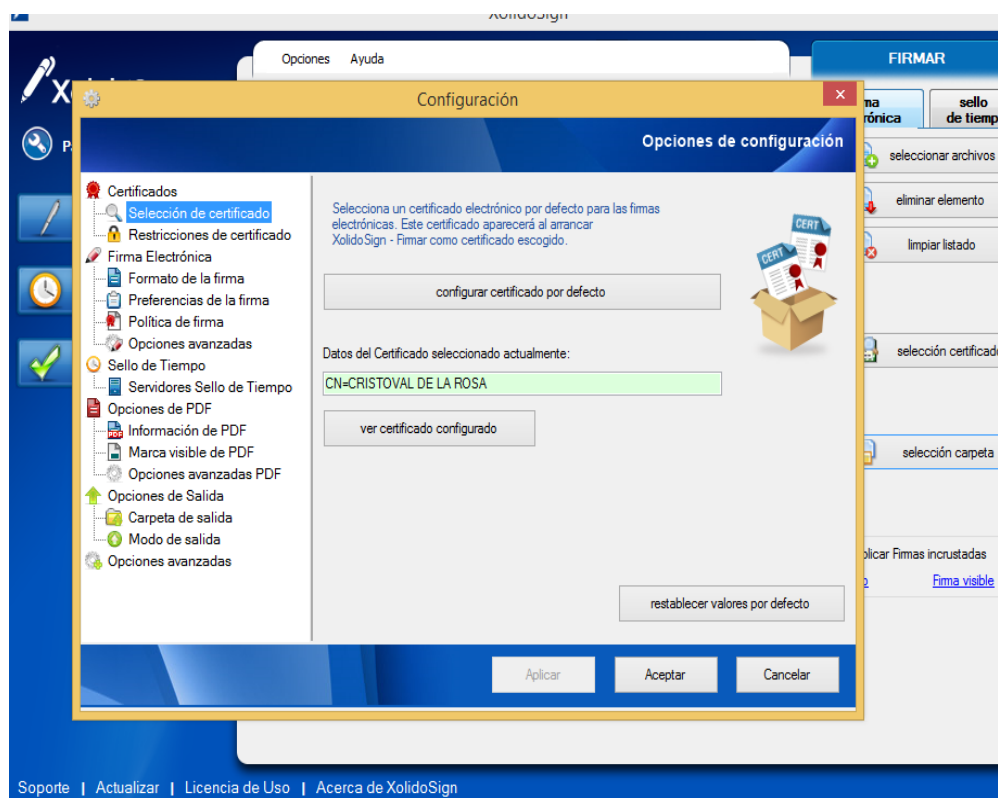 XolidoSign
Opciones Ayuda
FIRMAR
Configuración
sello
de tiemp
Opciones de configuración
seleccionar archivos
eliminar elemento
limpiar listado
selección certificado
selección carpeta
Firmas incrustadas
Firma visible
Certificados
Selección de certificado
Restricciones de certificado
Firma Electrónica
Formato de la firma
Preferencias de la firma
Política de firma
Opciones avanzadas
Sello de Tiempo
Servidores Sello de Tiempo
Opciones de PDF
Información de PDF
Marca visible de PDF
Opciones avanzadas PDF
Opciones de Salida
Carpeta de salida
Modo de salida
Opciones avanzadas
Selecciona un certificado electrónico por defecto para las firmas
electrónicas. Este certificado aparecerá al arrancar
XolidoSign - Firmar como certificado escogido.
CERT
CERT
configurar certificado por defecto
Datos del Certificado seleccionado actualmente:
CN=CRISTOVAL DE LA ROSA
ver certificado configurado
restablecer valores por defecto
Aplicar Aceptar Cancelar
Soporte | Actualizar | Licencia de Uso | Acerca de XolidoSign